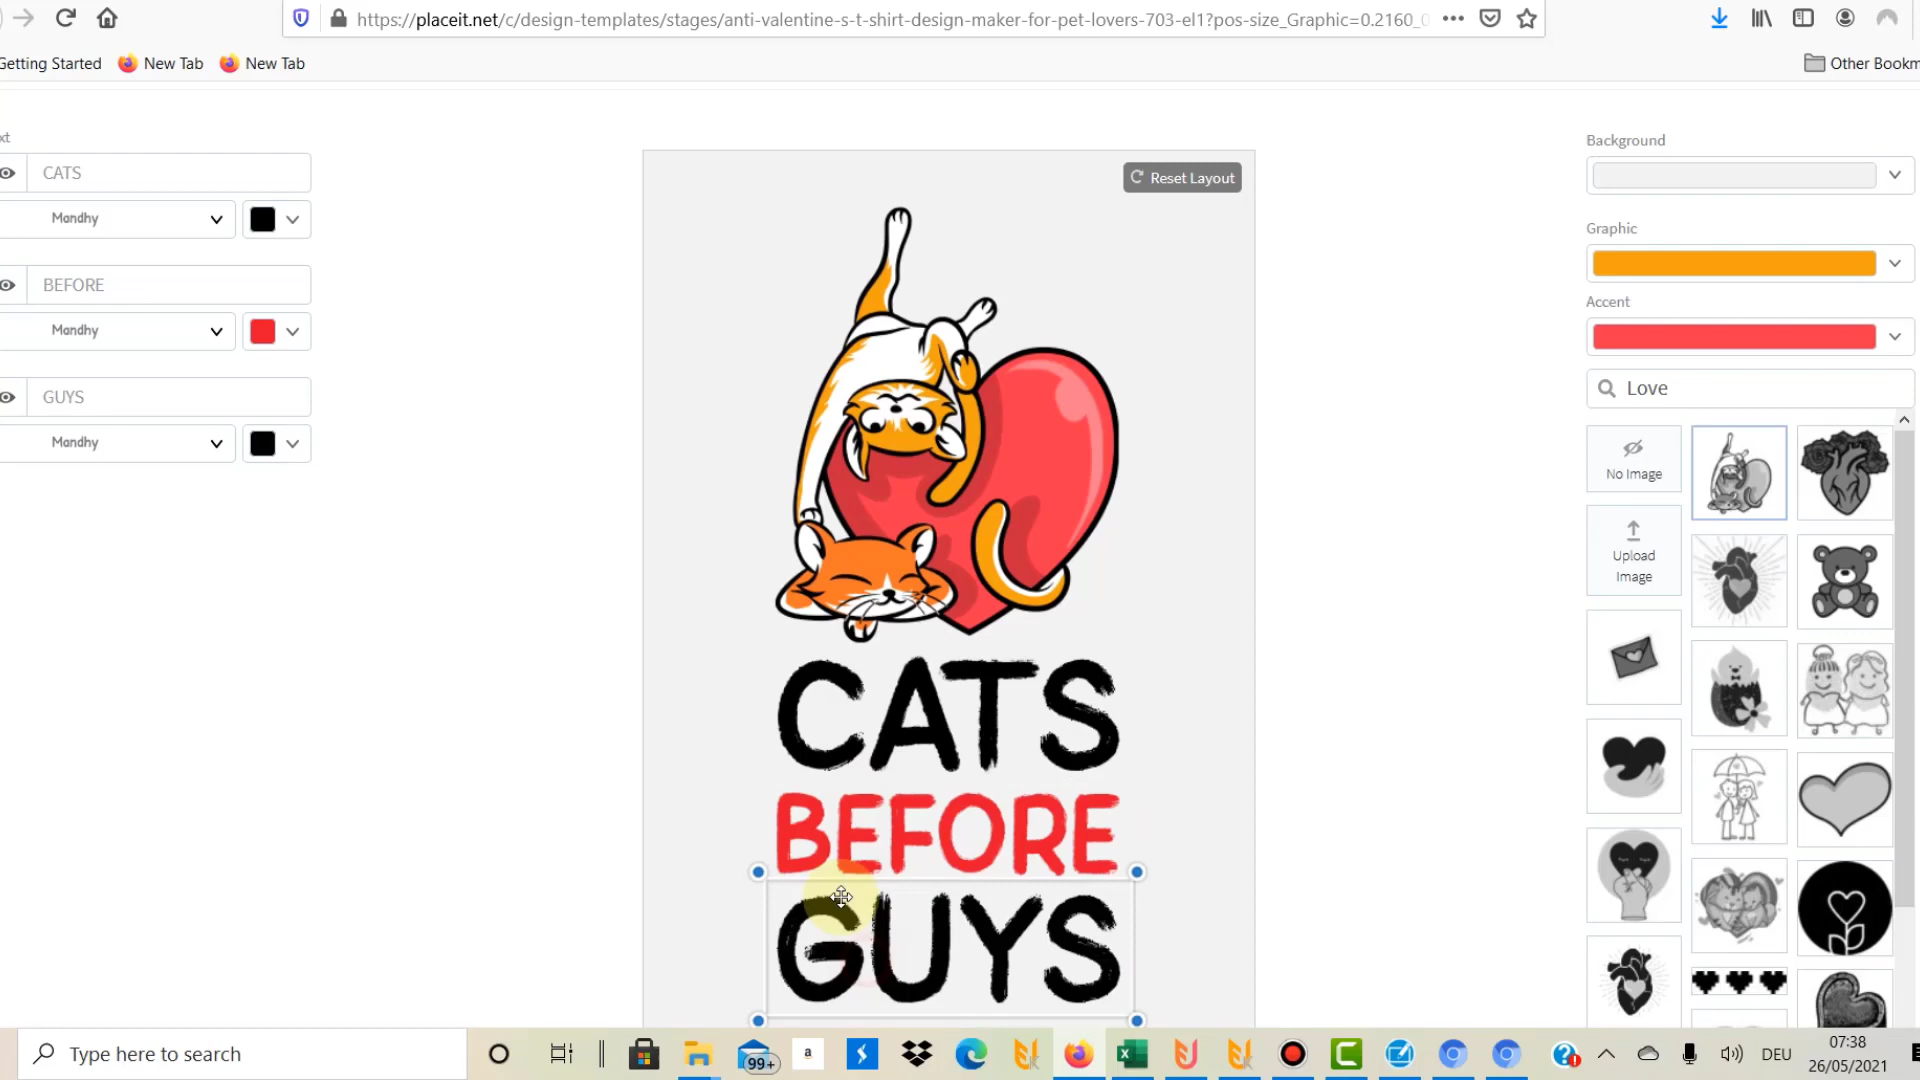 https://placeit.net/c/design-templates/stages/anti-valentine-s-t-shirt-design-maker-for-pet-lovers-703-el1?pos-size_Graphic=0.2160_0
Getting Started
New Tab
New Tab
Other Bookm
xt
CATS
Mandhy
BEFORE
Mandhy
GUYS
Mandhy
Reset Layout
CATS
BEFORE
GUYS
Background
Graphic
Accent
Love
No Image
Upload
Image
Type here to search
99+
a
DEU
07:38
26/05/2021